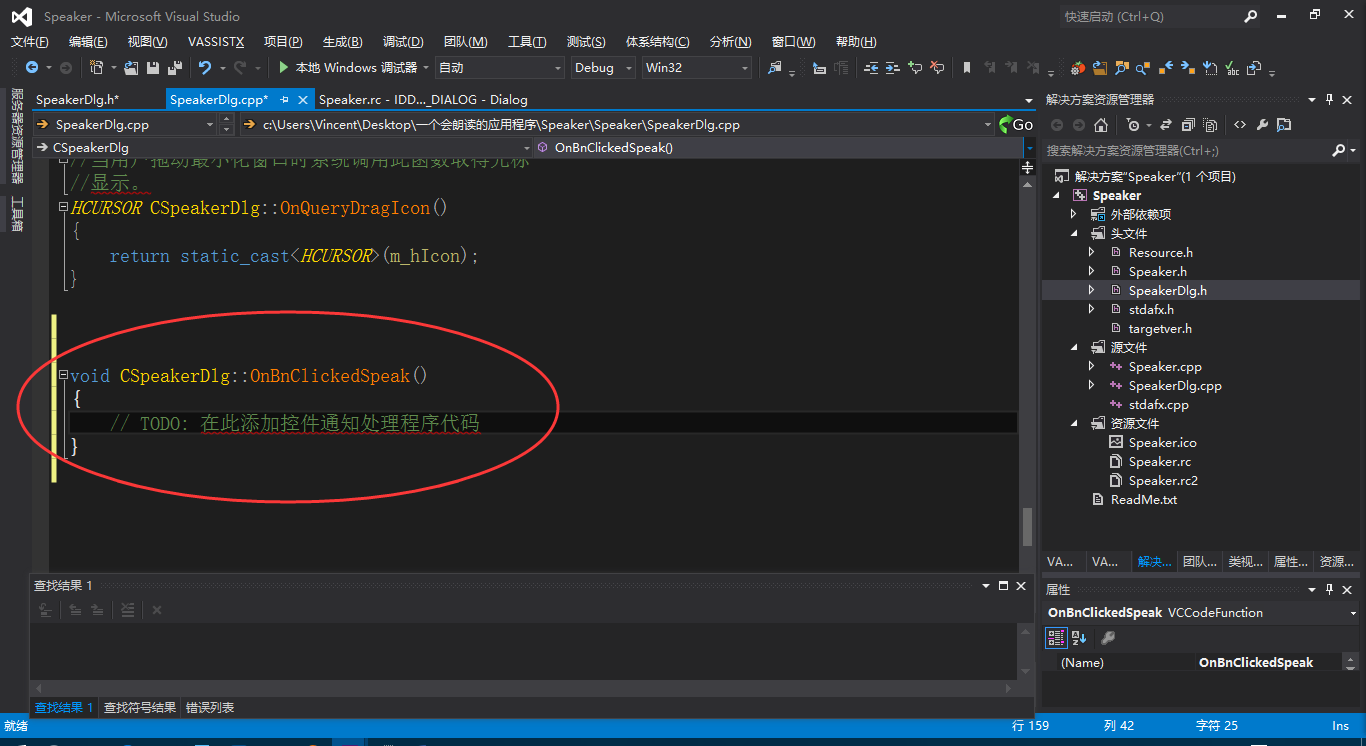 Speaker - Microsoft Visual Studio
快速启动 (Ctrl+Q)
文件(F) 编辑(E) 视图(V) VASSISTX 项目(P) 生成(B) 调试(D) 团队(M) 工具(T) 测试(S) 体系结构(C) 分析(N) 窗口(W) 帮助(H)
本地 Windows 调试器 自动 Debug Win32
服务器资源管理器
工具箱
SpeakerDlg.h* SpeakerDlg.cpp* Speaker.rc - IDD..._DIALOG - Dialog
SpeakerDlg.cpp c:\Users\Vincent\Desktop\一个会朗读的应用程序\Speaker\Speaker\SpeakerDlg.cpp Go
CSpeakerDlg OnBnClickedSpeak()
//当用户拖动最小化窗口时系统调用此函数取得光标
//显示。
HCURSOR CSpeakerDlg::OnQueryDragIcon()
{
return static_cast<HCURSOR>(m_hIcon);
}
void CSpeakerDlg::OnBnClickedSpeak()
{
// TODO: 在此添加控件通知处理程序代码
}
查找结果 1
查找结果 1 查找符号结果 错误列表
解决方案资源管理器
搜索解决方案资源管理器(Ctrl+;)
解决方案"Speaker"(1 个项目)
Speaker
外部依赖项
头文件
Resource.h
Speaker.h
SpeakerDlg.h
stdafx.h
targetver.h
源文件
Speaker.cpp
SpeakerDlg.cpp
stdafx.cpp
资源文件
Speaker.ico
Speaker.rc
Speaker.rc2
ReadMe.txt
VA... VA... 解决... 团队... 类视... 属性... 资源...
属性
OnBnClickedSpeak VCCodeFunction
(Name) OnBnClickedSpeak
就绪 行 159 列 42 字符 25 Ins